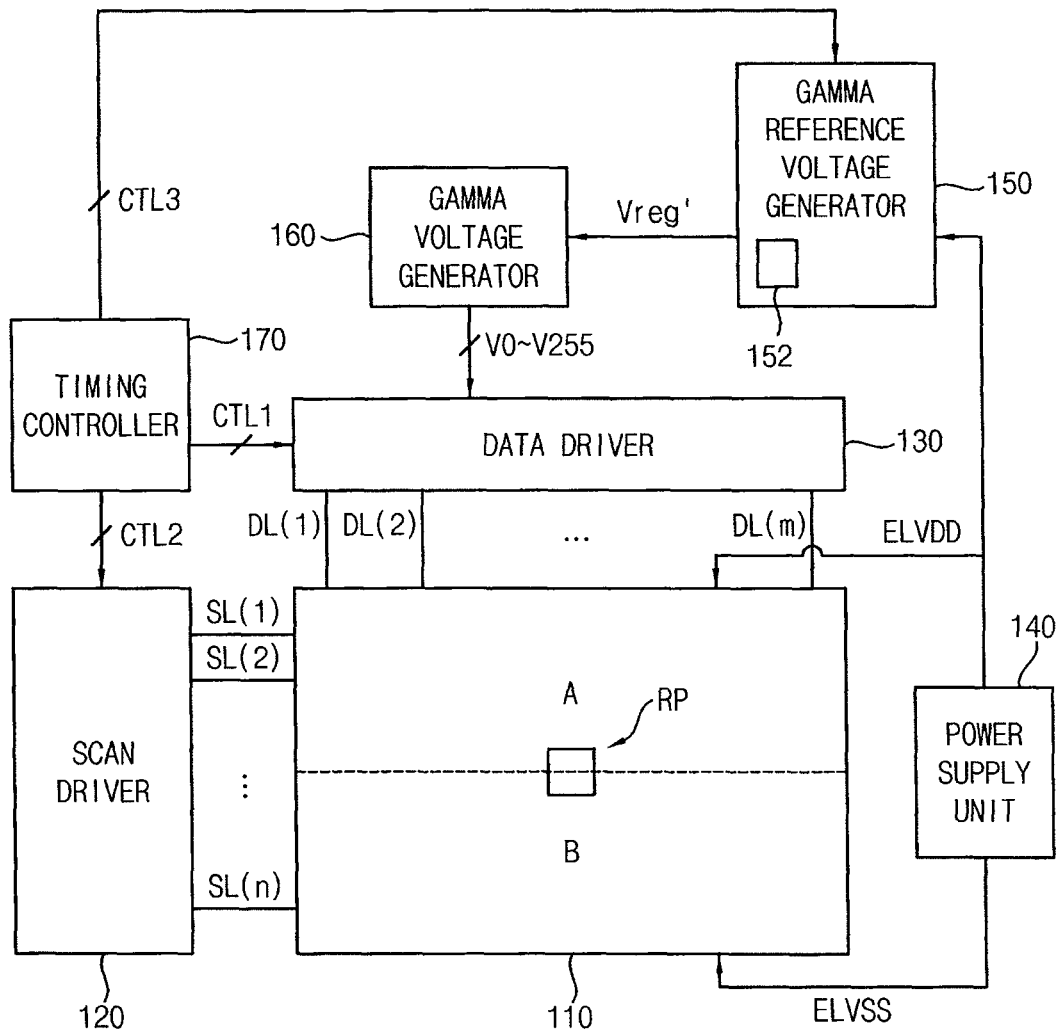 GAMMA
REFERENCE
VOLTAGE
GENERATOR
150
152
CTL3
160
GAMMA
VOLTAGE
GENERATOR
Vreg'
V0~V255
170
TIMING
CONTROLLER
CTL1
DATA DRIVER
130
CTL2
DL(1)
DL(2)
...
DL(m)
ELVDD
SCAN
DRIVER
SL(1)
SL(2)
⋮
SL(n)
A
RP
B
140
POWER
SUPPLY
UNIT
120
110
ELVSS